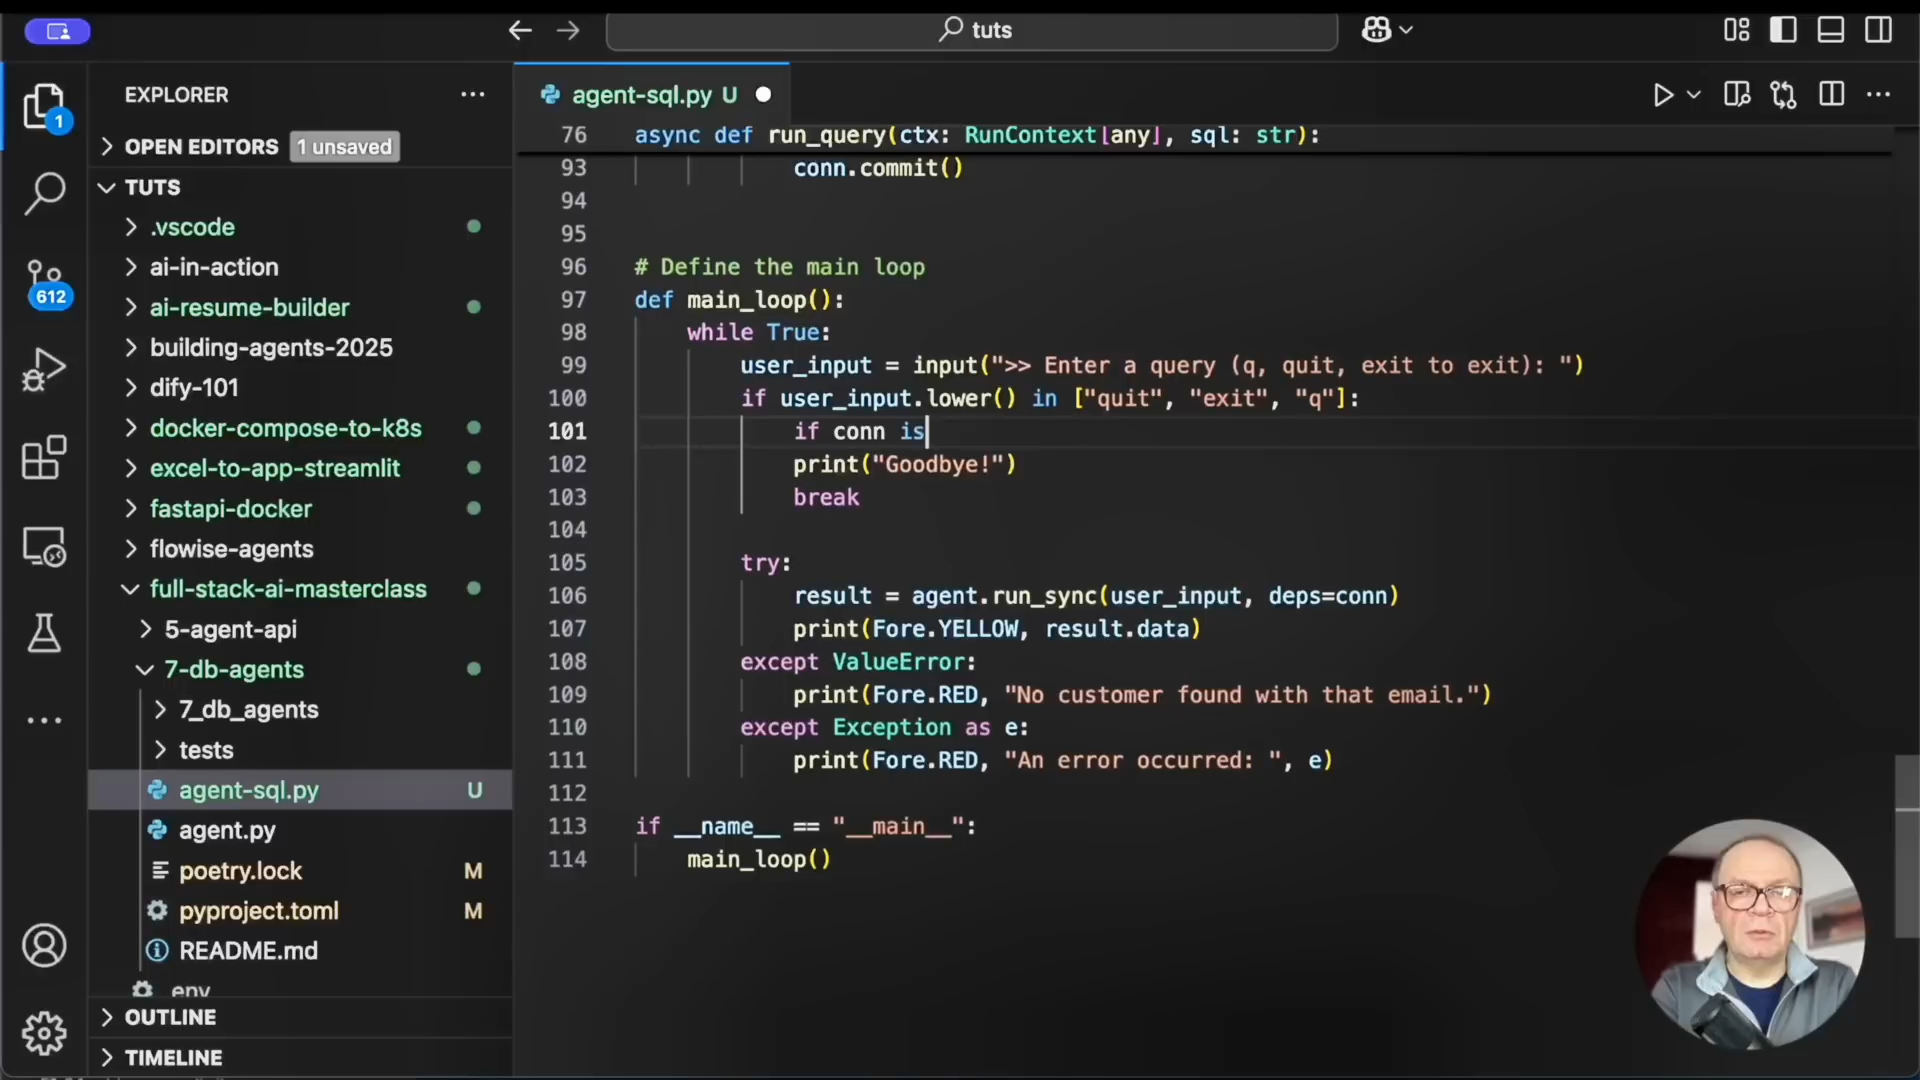 tuts
EXPLORER
OPEN EDITORS 1 unsaved
TUTS
.vscode
ai-in-action
ai-resume-builder
building-agents-2025
dify-101
docker-compose-to-k8s
excel-to-app-streamlit
fastapi-docker
flowise-agents
full-stack-ai-masterclass
5-agent-api
7-db-agents
7_db_agents
tests
agent-sql.py U
agent.py
poetry.lock M
pyproject.toml M
README.md
env
OUTLINE
TIMELINE
1
612
agent-sql.py U
76 async def run_query(ctx: RunContext[any], sql: str):
93 conn.commit()
94
95
96 # Define the main loop
97 def main_loop():
98 while True:
99 user_input = input(">> Enter a query (q, quit, exit to exit): ")
100 if user_input.lower() in ["quit", "exit", "q"]:
101 if conn is
102 print("Goodbye!")
103 break
104
105 try:
106 result = agent.run_sync(user_input, deps=conn)
107 print(Fore.YELLOW, result.data)
108 except ValueError:
109 print(Fore.RED, "No customer found with that email.")
110 except Exception as e:
111 print(Fore.RED, "An error occurred: ", e)
112
113 if __name__ == "__main__":
114 main_loop()